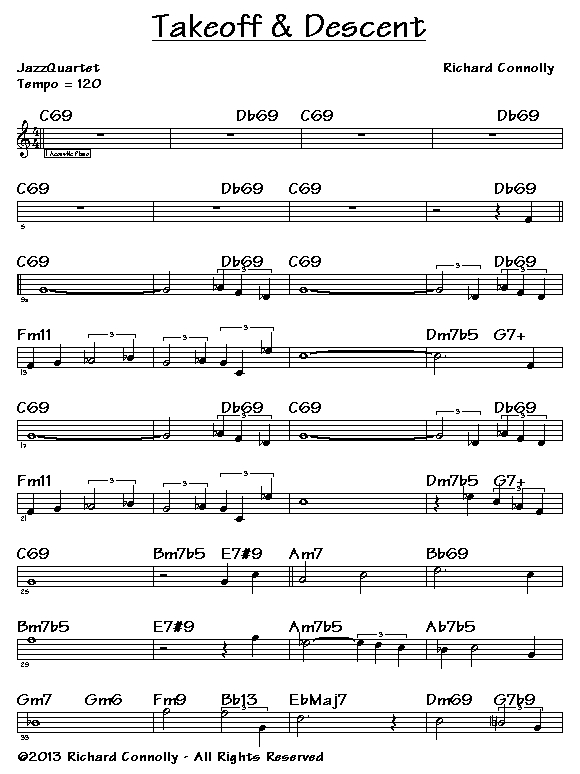 Takeoff & Descent
JazzQuartet Richard Connolly
Tempo = 120
C69 Db69 C69 Db69
4 4
1 Acoustic Piano
C69 Db69 C69 Db69
5
C69 Db69 C69 Db69
3 3 3
9a
Fm11 Dm7b5 G7+
3 3 3
13
C69 Db69 C69 Db69
3 3 3
17
Fm11 Dm7b5 G7+
3 3 3 3
21
C69 Bm7b5 E7#9 Am7 Bb69
25
Bm7b5 E7#9 Am7b5 Ab7b5
3
29
Gm7 Gm6 Fm9 Bb13 EbMaj7 Dm69 G7b9
3
33
©2013 Richard Connolly - All Rights Reserved